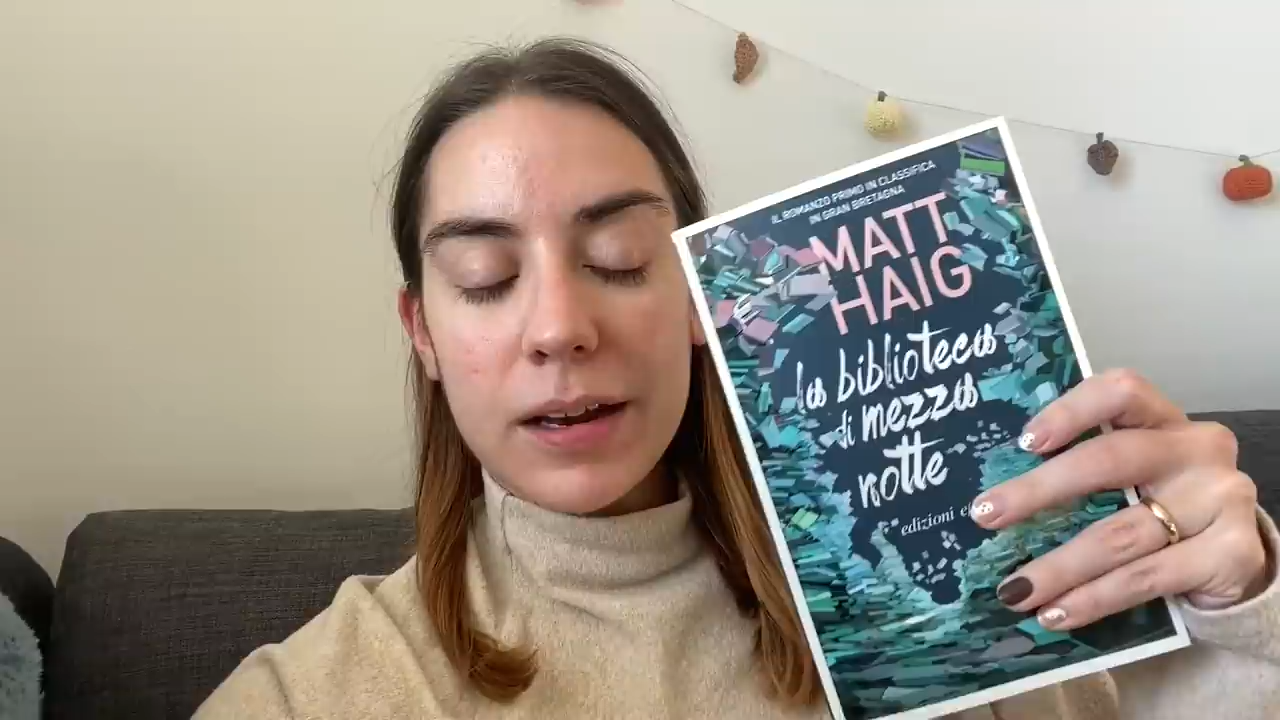 IL ROMANZO PRIMO IN CLASSIFICA
IN GRAN BRETAGNA
MATT
HAIG
la biblioteca
di mezza
notte
edizioni